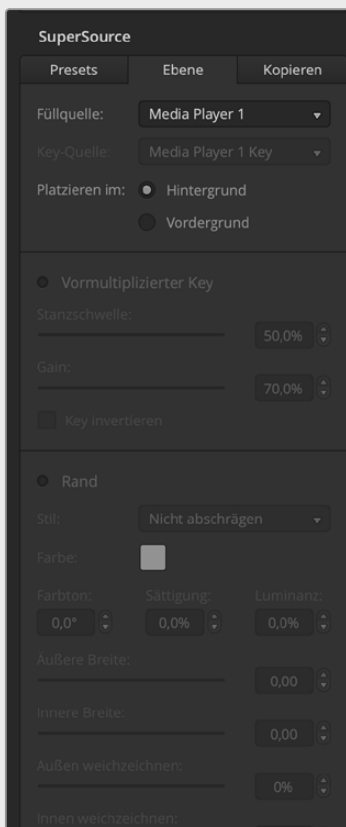 SuperSource
Presets Ebene Kopieren
Füllquelle: Media Player 1
Key-Quelle: Media Player 1 Key
Platzieren im: Hintergrund
Vordergrund
Vormultiplizierter Key
Stanzschwelle:
50,0%
Gain:
70,0%
Key invertieren
Rand
Stil: Nicht abschrägen
Farbe:
Farbton: Sättigung: Luminanz:
0,0° 0,0% 0,0%
Äußere Breite:
0,00
Innere Breite:
0,00
Außen weichzeichnen:
0%
Innen weichzeichnen: